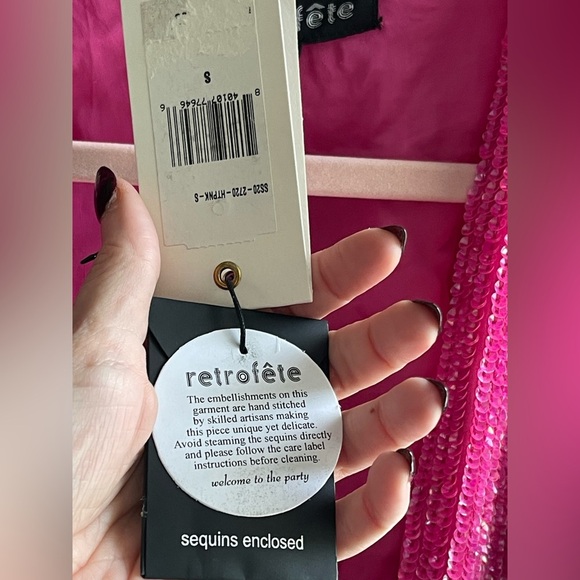 fête
S
8 40107 77646 6
SS20-2720-HTPNK-S
retrofête
The embellishments on this
garment are hand stitched
by skilled artisans making
this piece unique yet delicate.
Avoid steaming the sequins directly
and please follow the care label
instructions before cleaning.
welcome to the party
sequins enclosed